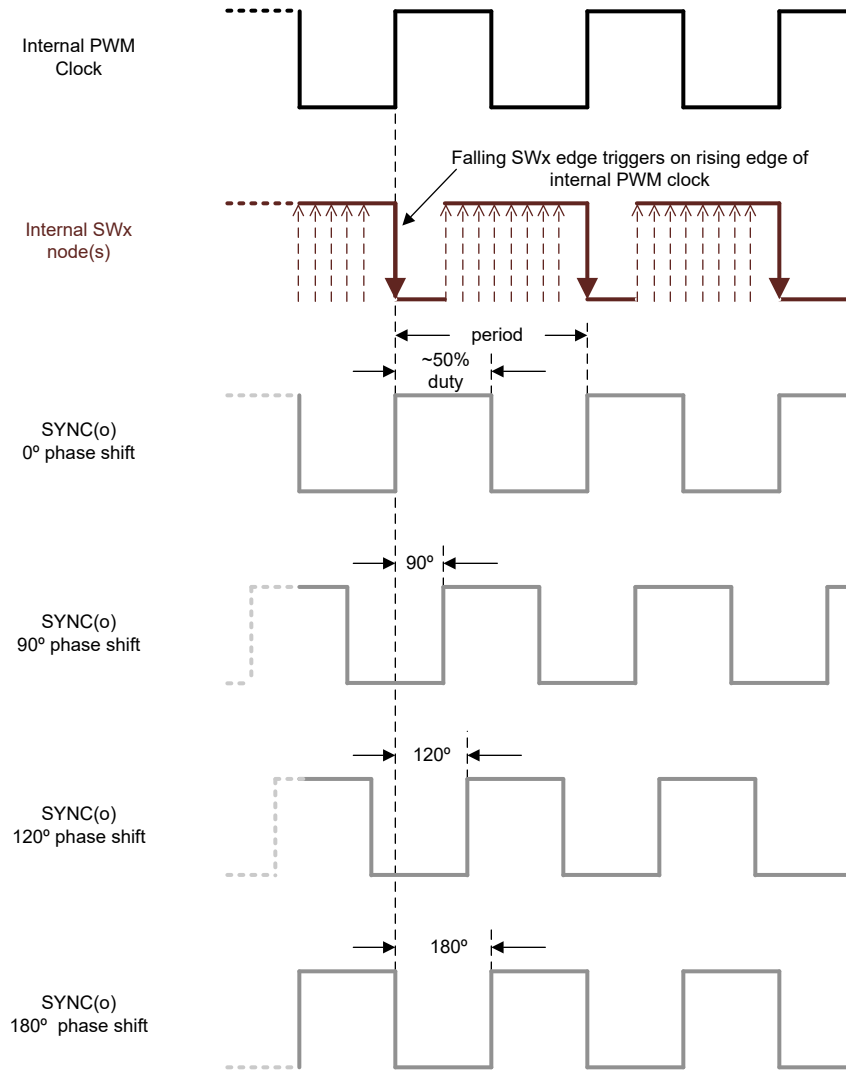 Internal PWM
Clock
Falling SWx edge triggers on rising edge of
internal PWM clock
Internal SWx
node(s)
period
~50%
duty
SYNC(o)
0º phase shift
90º
SYNC(o)
90º phase shift
120º
SYNC(o)
120º phase shift
180º
SYNC(o)
180º phase shift